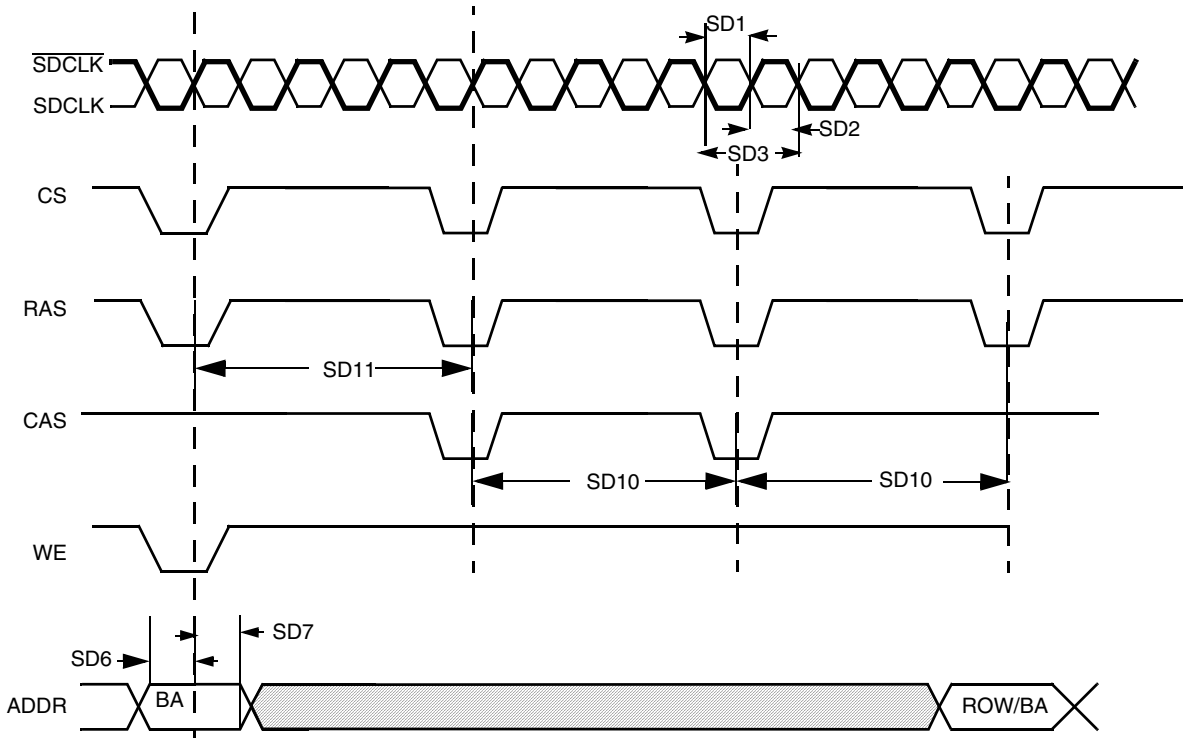 SD1
SDCLK
SDCLK
SD2
SD3
CS
RAS
SD11
CAS
SD10
SD10
WE
SD7
SD6
BA
ADDR
ROW/BA